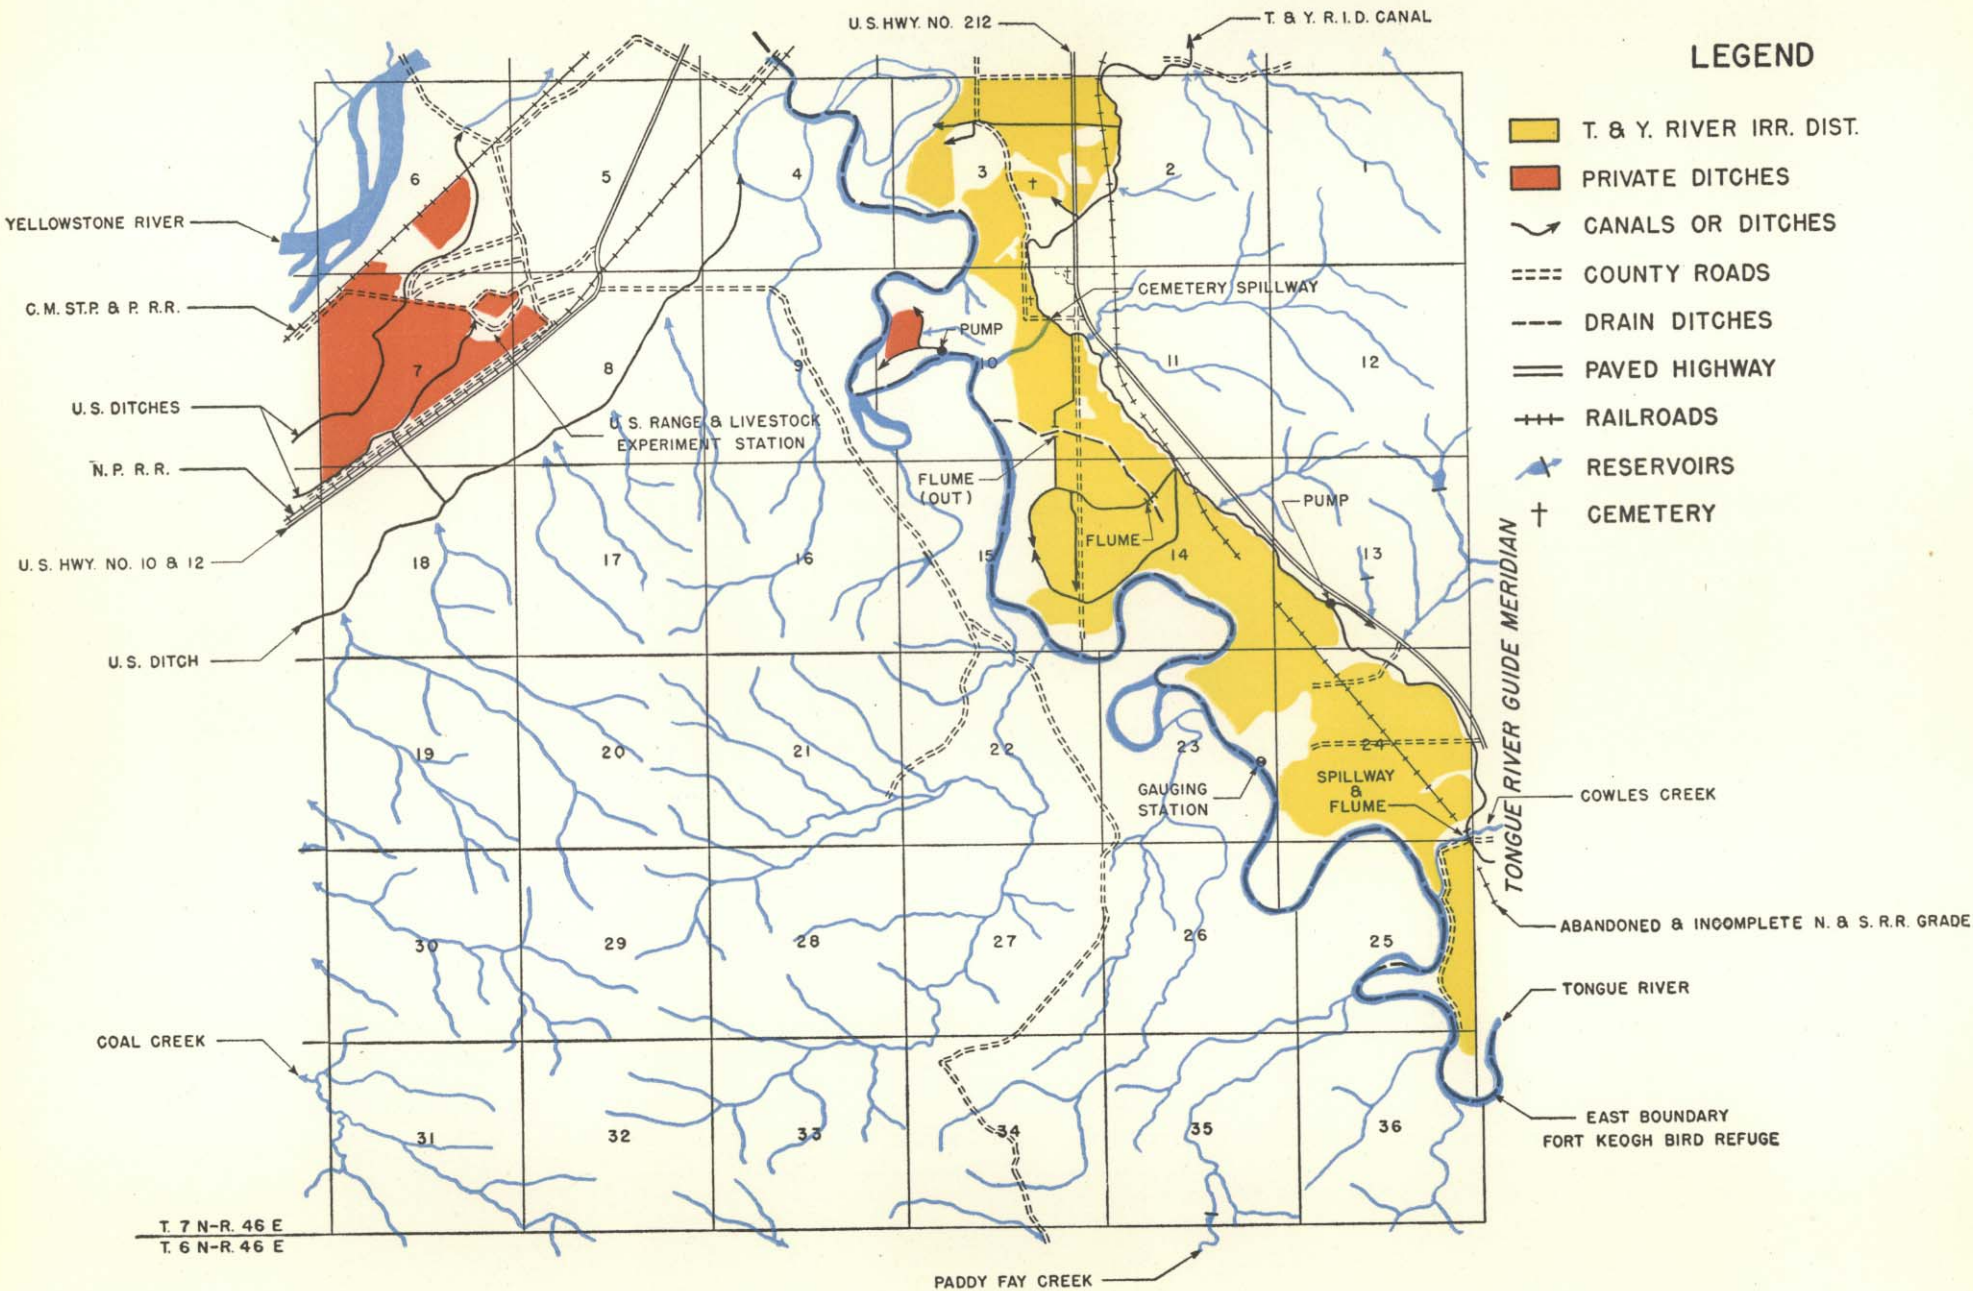 U.S. HWY. NO. 212
T. & Y. R.I.D. CANAL
LEGEND
T. & Y. RIVER IRR. DIST.
PRIVATE DITCHES
CANALS OR DITCHES
COUNTY ROADS
DRAIN DITCHES
PAVED HIGHWAY
RAILROADS
RESERVOIRS
CEMETERY
6
5
4
3
2
1
YELLOWSTONE RIVER
C.M. ST.P. & P. R.R.
CEMETERY SPILLWAY
PUMP
7
8
9
10
11
12
U.S. DITCHES
U.S. RANGE & LIVESTOCK
EXPERIMENT STATION
N.P. R.R.
FLUME
(OUT)
PUMP
FLUME
U.S. HWY. NO. 10 & 12
18
17
16
15
14
13
U.S. DITCH
TONGUE RIVER GUIDE MERIDIAN
19
20
21
22
23
24
GAUGING
STATION
SPILLWAY
&
FLUME
COWLES CREEK
30
29
28
27
26
25
ABANDONED & INCOMPLETE N. & S. R.R. GRADE
TONGUE RIVER
COAL CREEK
31
32
33
34
35
36
EAST BOUNDARY
FORT KEOGH BIRD REFUGE
T. 7 N-R. 46 E
T. 6 N-R. 46 E
PADDY FAY CREEK